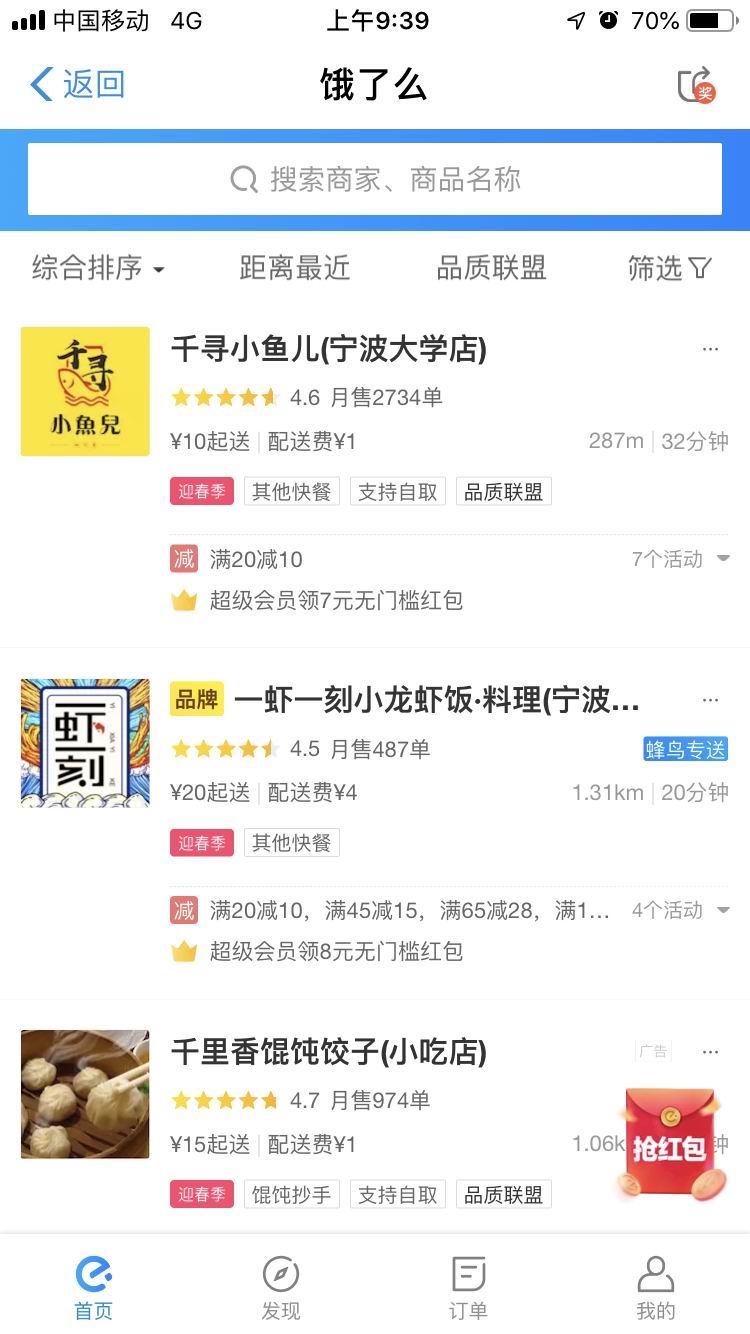 中国移动 4G 上午9:39 70%
返回 饿了么 奖
搜索商家、商品名称
综合排序 距离最近 品质联盟 筛选
千寻
小魚兒
千寻小鱼儿(宁波大学店) ...
4.6 月售2734单
¥10起送 配送费¥1 287m 32分钟
迎春季 其他快餐 支持自取 品质联盟
减 满20减10 7个活动
超级会员领7元无门槛红包
一虾一刻
品牌 一虾一刻小龙虾饭·料理(宁波... ...
4.5 月售487单 蜂鸟专送
¥20起送 配送费¥4 1.31km 20分钟
迎春季 其他快餐
减 满20减10，满45减15，满65减28，满1... 4个活动
超级会员领8元无门槛红包
千里香馄饨饺子(小吃店) 广告 ...
4.7 月售974单
¥15起送 配送费¥1 1.06k 钟
抢红包
迎春季 馄饨抄手 支持自取 品质联盟
首页 发现 订单 我的